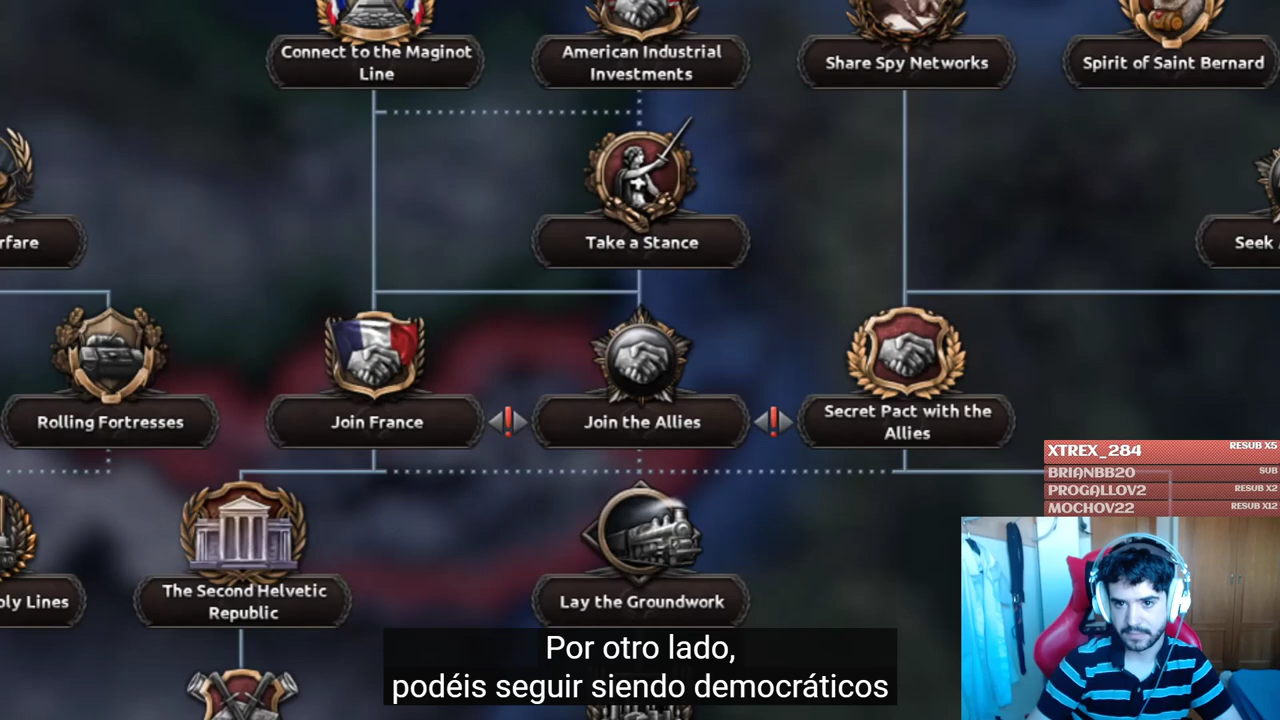 Connect to the Maginot
Line
American Industrial
Investments
Share Spy Networks
Spirit of Saint Bernard
rfare
Take a Stance
Seek
Rolling Fortresses
Join France
Join the Allies
Secret Pact with the
Allies
XTREX_284 RESUB X5
BRIANBB20 SUB
PROGALLOV2 RESUB X2
MOCHOV22 RESUB X12
ply Lines
The Second Helvetic
Republic
Lay the Groundwork
Por otro lado,
podéis seguir siendo democráticos